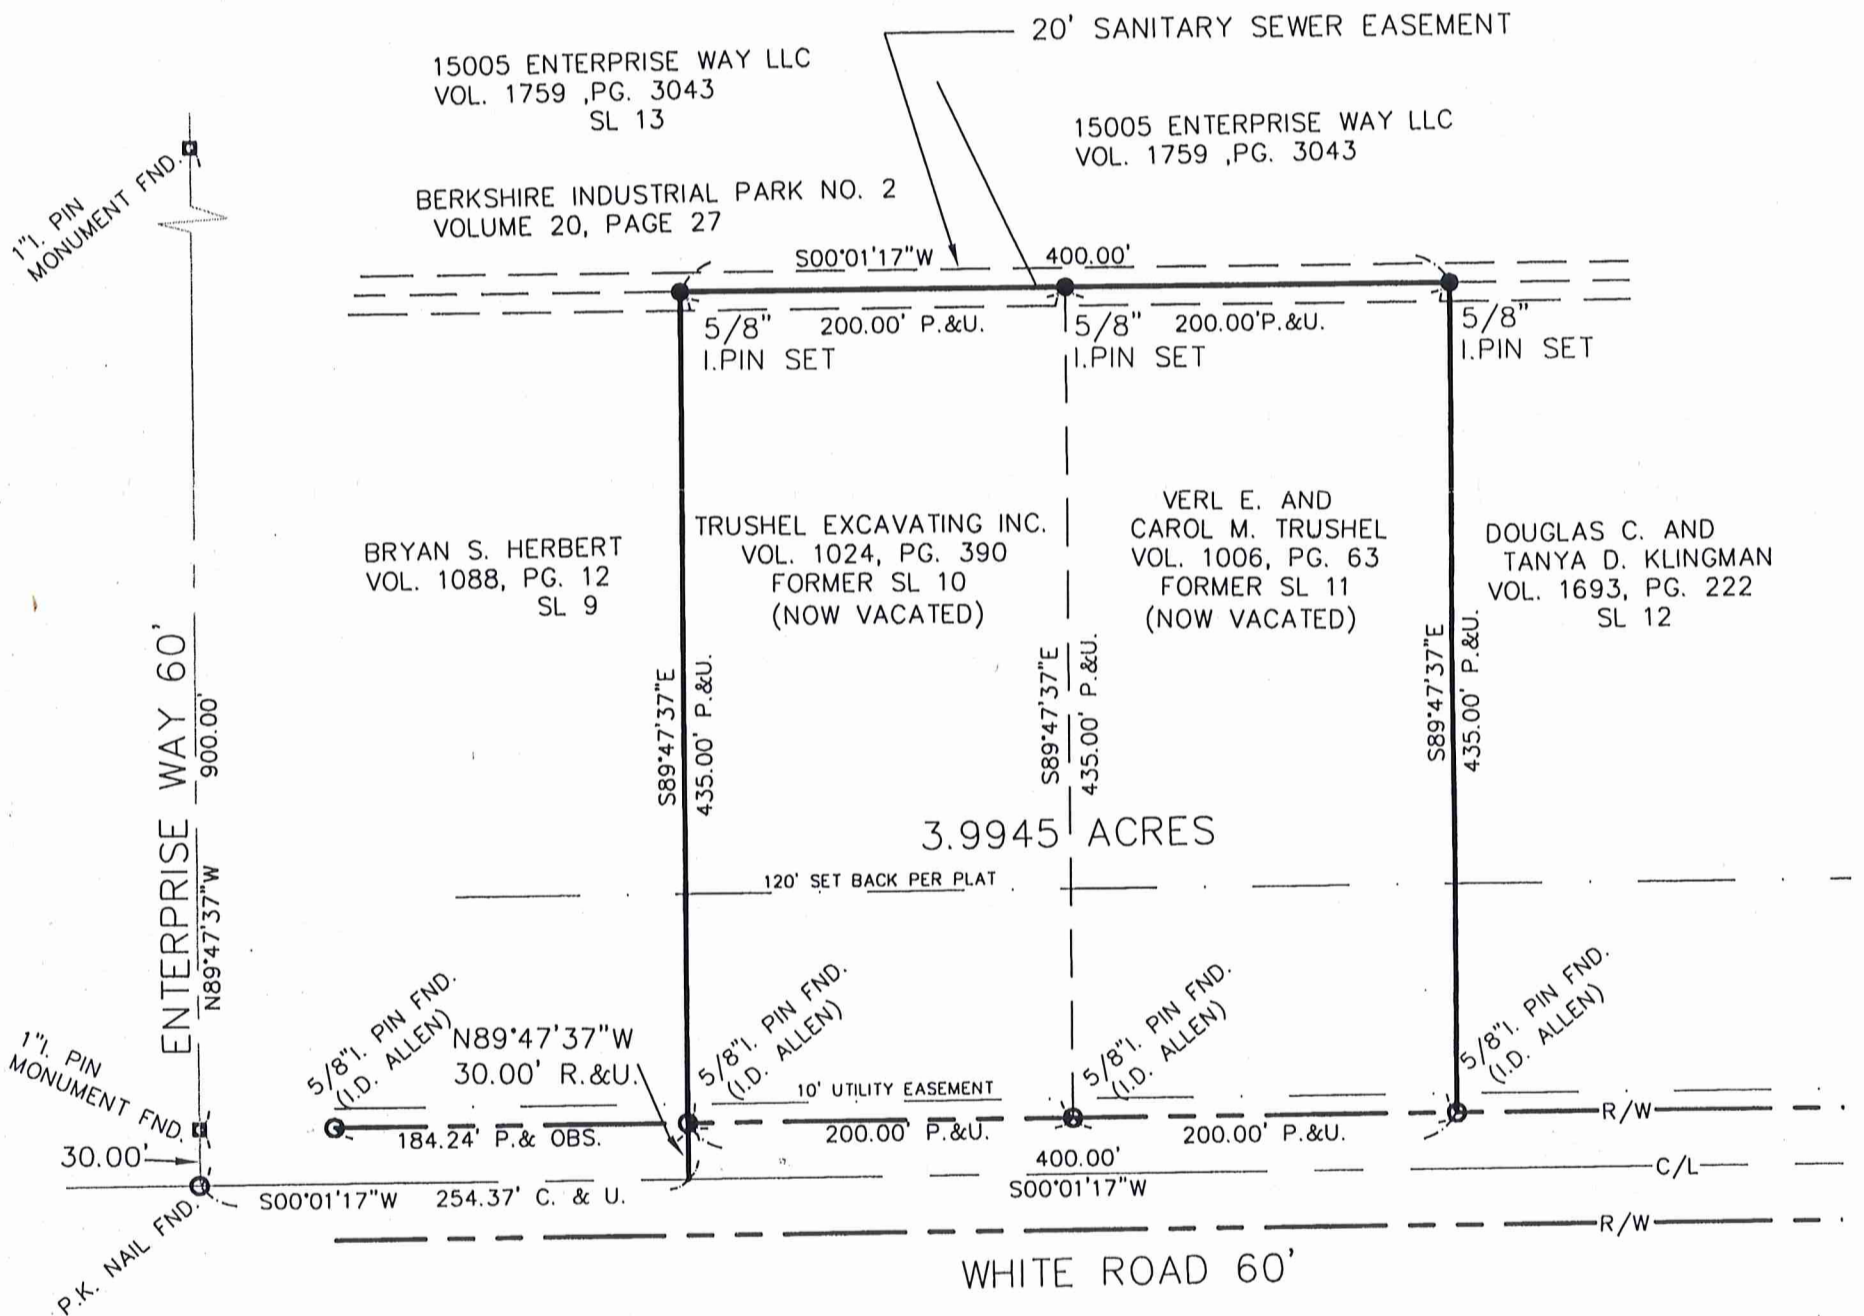 20' SANITARY SEWER EASEMENT
15005 ENTERPRISE WAY LLC
VOL. 1759 ,PG. 3043
SL 13
15005 ENTERPRISE WAY LLC
VOL. 1759 ,PG. 3043
1"I. PIN
MONUMENT FND.
BERKSHIRE INDUSTRIAL PARK NO. 2
VOLUME 20, PAGE 27
S00°01'17"W
400.00'
5/8"
I.PIN SET
200.00' P.&U.
5/8"
I.PIN SET
200.00'P.&U.
5/8"
I.PIN SET
BRYAN S. HERBERT
VOL. 1088, PG. 12
SL 9
TRUSHEL EXCAVATING INC.
VOL. 1024, PG. 390
FORMER SL 10
(NOW VACATED)
VERL E. AND
CAROL M. TRUSHEL
VOL. 1006, PG. 63
FORMER SL 11
(NOW VACATED)
DOUGLAS C. AND
TANYA D. KLINGMAN
VOL. 1693, PG. 222
SL 12
ENTERPRISE WAY 60'
N89°47'37"W
900.00'
S89°47'37"E
435.00' P.&U.
S89°47'37"E
435.00' P.&U.
S89°47'37"E
435.00' P.&U.
3.9945 ACRES
120' SET BACK PER PLAT
5/8"I. PIN FND.
(I.D. ALLEN)
N89°47'37"W
30.00' R.&U.
5/8"I. PIN FND.
(I.D. ALLEN)
5/8"I. PIN FND.
(I.D. ALLEN)
5/8"I. PIN FND.
(I.D. ALLEN)
10' UTILITY EASEMENT
1"I. PIN
MONUMENT FND.
184.24' P.& OBS.
200.00' P.&U.
200.00' P.&U.
R/W
30.00'
400.00'
C/L
S00°01'17"W
254.37' C. & U.
S00°01'17"W
P.K. NAIL FND.
R/W
WHITE ROAD 60'